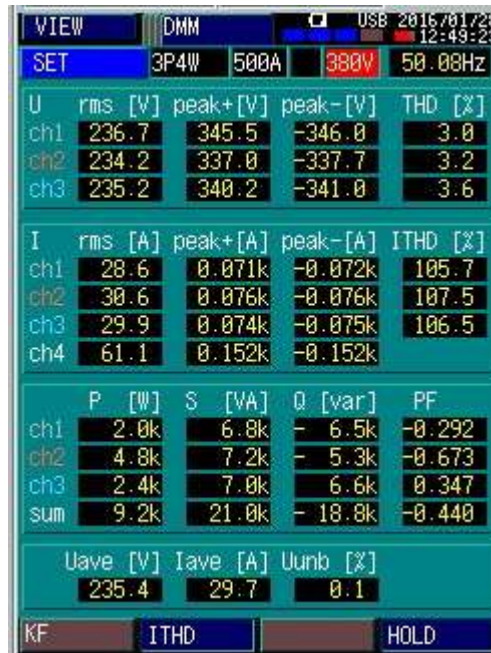 VIEW DMM USB 2016/01/2
12:49:2
SET 3P4W 500A 380V 50.08Hz
U rms [V] peak+[V] peak-[V] THD [%]
ch1 236.7 345.5 -346.0 3.0
ch2 234.2 337.0 -337.7 3.2
ch3 235.2 340.2 -341.0 3.6
I rms [A] peak+[A] peak-[A] ITHD [%]
ch1 28.6 0.071k -0.072k 105.7
ch2 30.6 0.076k -0.076k 107.5
ch3 29.9 0.074k -0.075k 106.5
ch4 61.1 0.152k -0.152k
P [W] S [VA] Q [var] PF
ch1 2.0k 6.8k - 6.5k -0.292
ch2 4.8k 7.2k - 5.3k -0.673
ch3 2.4k 7.0k 6.6k 0.347
sum 9.2k 21.0k - 18.8k -0.440
Uave [V] Iave [A] Uunb [%]
235.4 29.7 0.1
KF ITHD HOLD